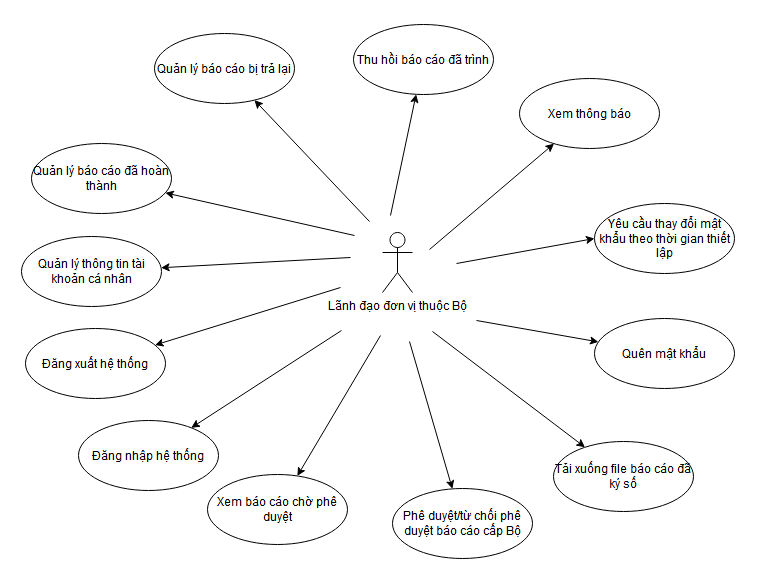 Thu hồi báo cáo đã trình
Quản lý báo cáo bị trả lại
Xem thông báo
Quản lý báo cáo đã hoàn
thành
Yêu cầu thay đổi mật
khẩu theo thời gian thiết
lập
Quản lý thông tin tài
khoản cá nhân
Lãnh đạo đơn vị thuộc Bộ
Quên mật khẩu
Đăng xuất hệ thống
Đăng nhập hệ thống
Tải xuống file báo cáo đã
ký số
Xem báo cáo chờ phê
duyệt
Phê duyệt/từ chối phê
duyệt báo cáo cấp Bộ